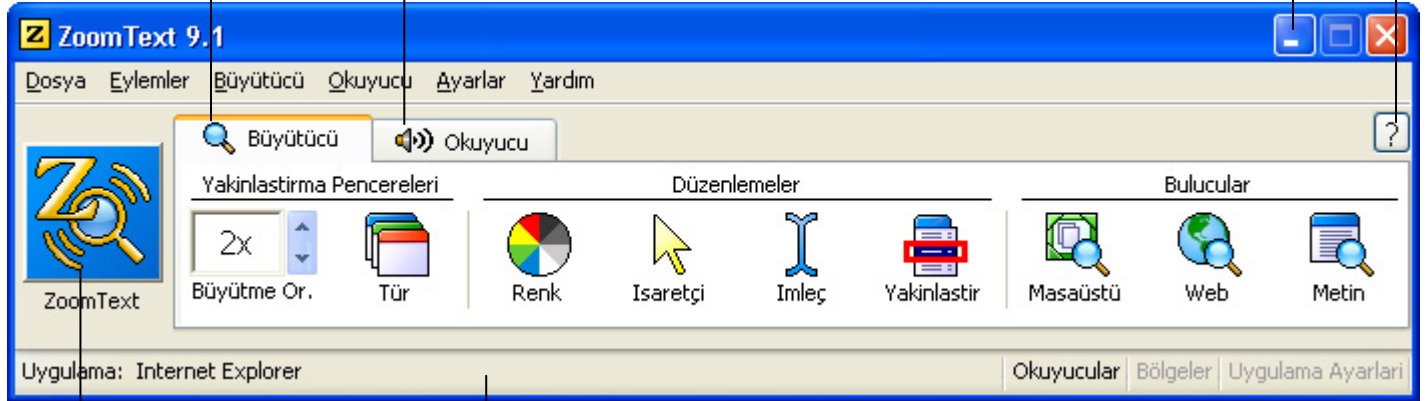 ZoomText 9.1
Dosya Eylemler Büyütücü Okuyucu Ayarlar Yardım
Büyütücü Okuyucu ?
Yakinlastirma Pencereleri Düzenlemeler Bulucular
2x
Büyütme Or. Tür Renk Isaretçi Imleç Yakinlastir Masaüstü Web Metin
ZoomText
Uygulama: Internet Explorer Okuyucular Bölgeler Uygulama Ayarlari